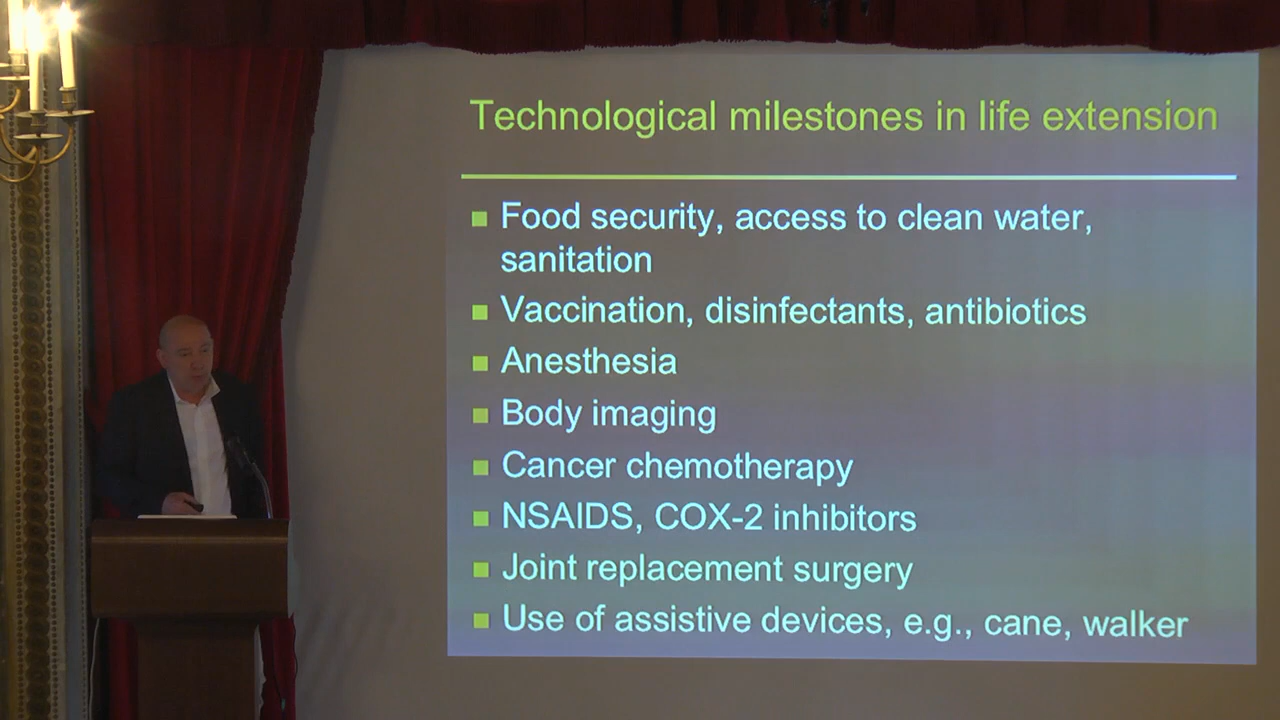 Technological milestones in life extension
Food security, access to clean water,
sanitation
Vaccination, disinfectants, antibiotics
Anesthesia
Body imaging
Cancer chemotherapy
NSAIDS, COX-2 inhibitors
Joint replacement surgery
Use of assistive devices, e.g., cane, walker